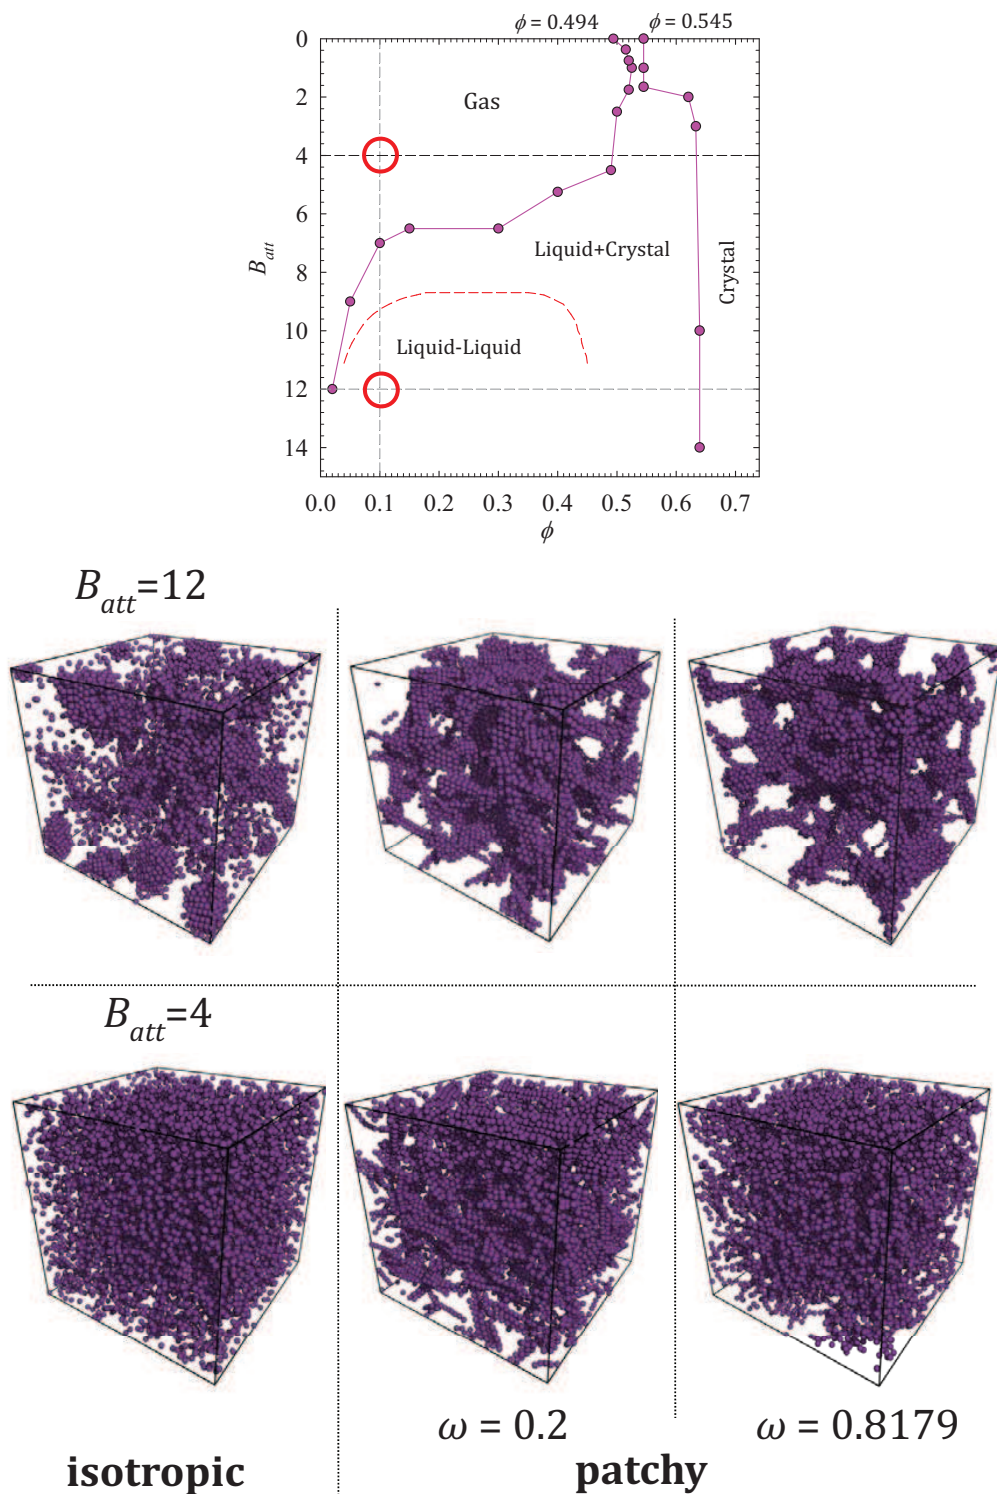 ϕ = 0.494 ϕ = 0.545
0
2
4
6
8
10
12
14
B_att
Gas
Liquid+Crystal
Crystal
Liquid-Liquid
0.0 0.1 0.2 0.3 0.4 0.5 0.6 0.7
ϕ
B_att=12
B_att=4
ω = 0.2 ω = 0.8179
isotropic patchy